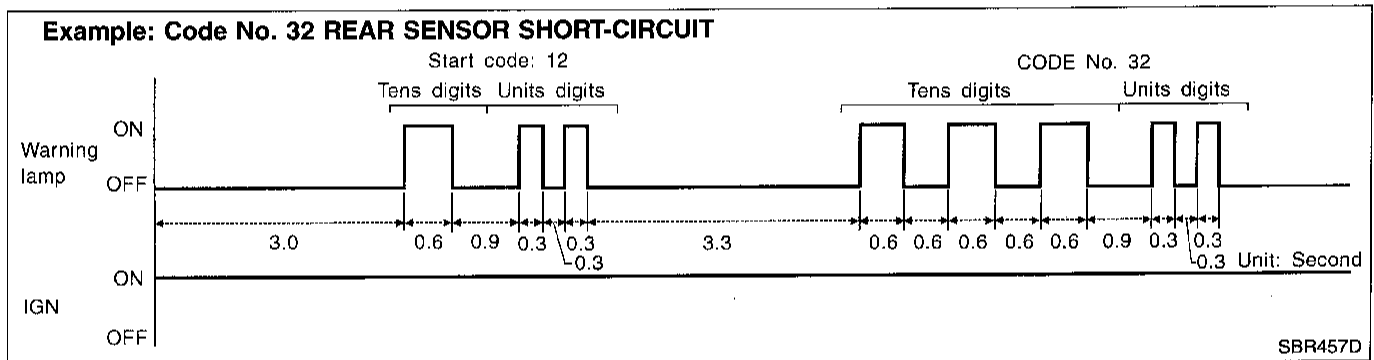 Example: Code No. 32 REAR SENSOR SHORT-CIRCUIT
Start code: 12 CODE No. 32
Tens digits Units digits Tens digits Units digits
ON
Warning
lamp
OFF
3.0 0.6 0.9 0.3 0.3 3.3 0.6 0.6 0.6 0.6 0.6 0.9 0.3 0.3
0.3 0.3 Unit: Second
ON
IGN
OFF
SBR457D